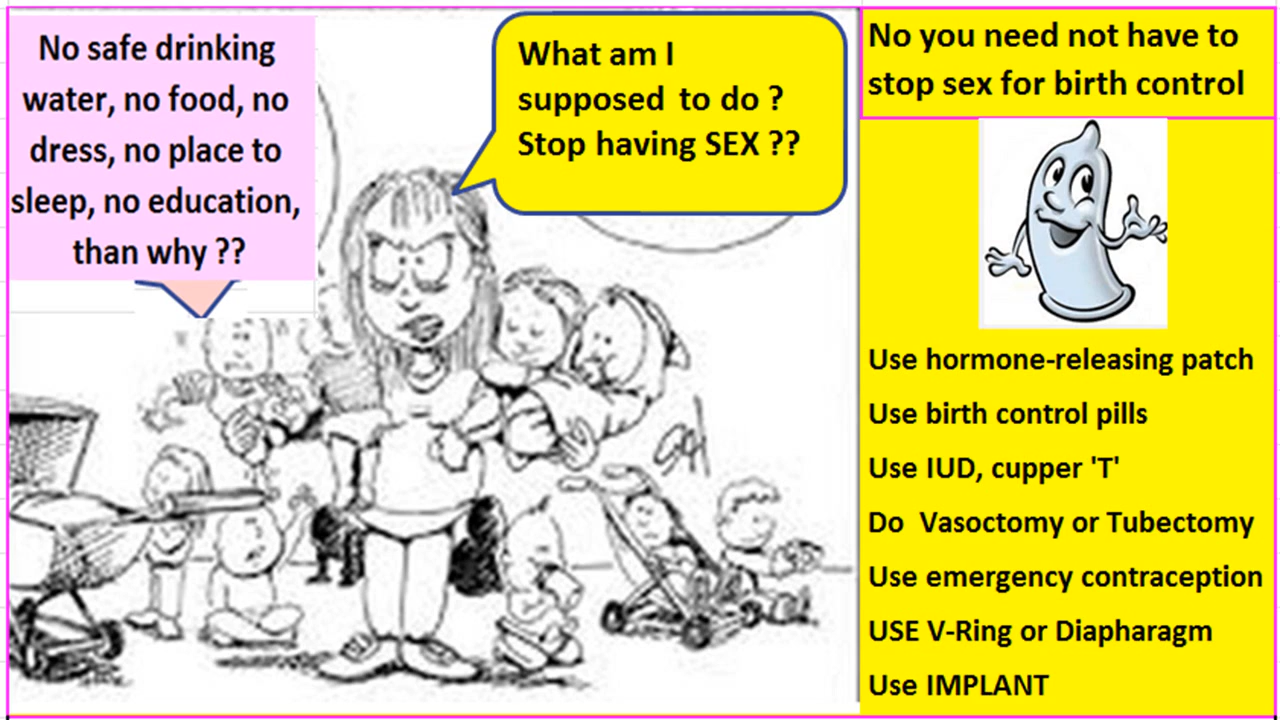 No safe drinking
water, no food, no
dress, no place to
sleep, no education,
than why ??
What am I
supposed to do ?
Stop having SEX ??
No you need not have to
stop sex for birth control
Use hormone-releasing patch
Use birth control pills
Use IUD, cupper 'T'
Do Vasoctomy or Tubectomy
Use emergency contraception
USE V-Ring or Diapharagm
Use IMPLANT